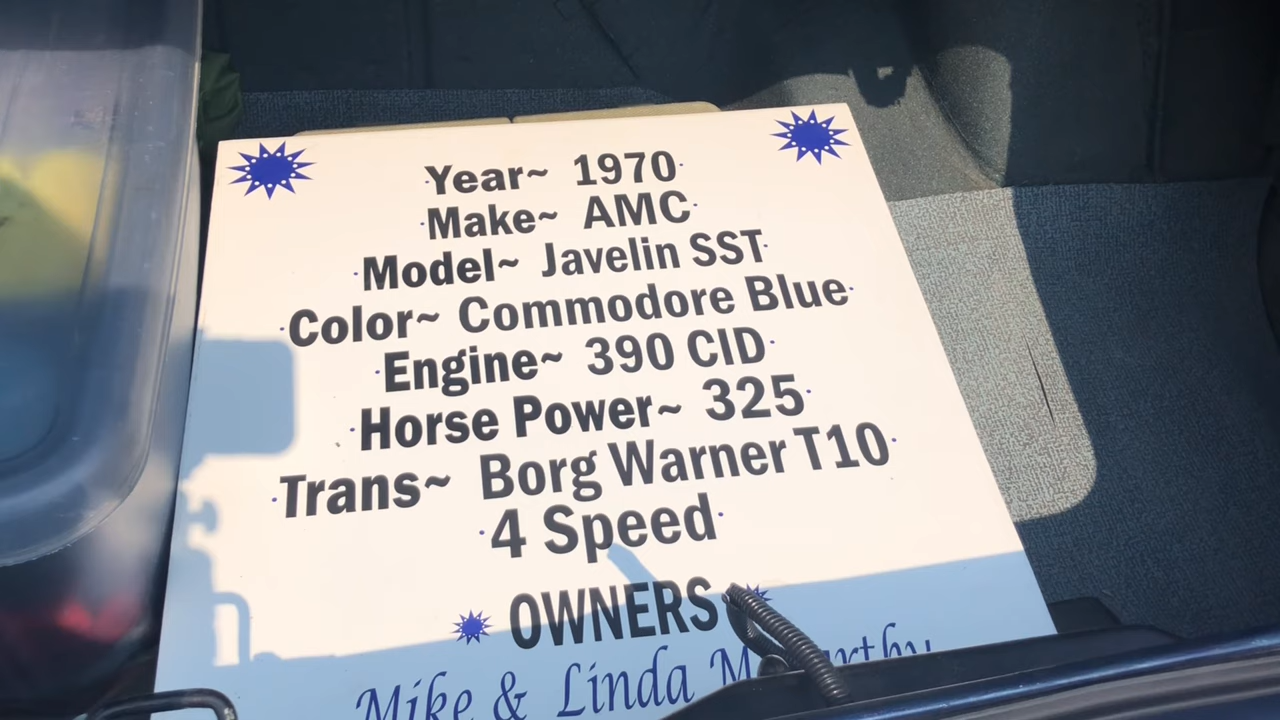 Year~ 1970
Make~ AMC
Model~ Javelin SST
Color~ Commodore Blue
Engine~ 390 CID
Horse Power~ 325
Trans~ Borg Warner T10
4 Speed
OWNERS
Mike & Linda